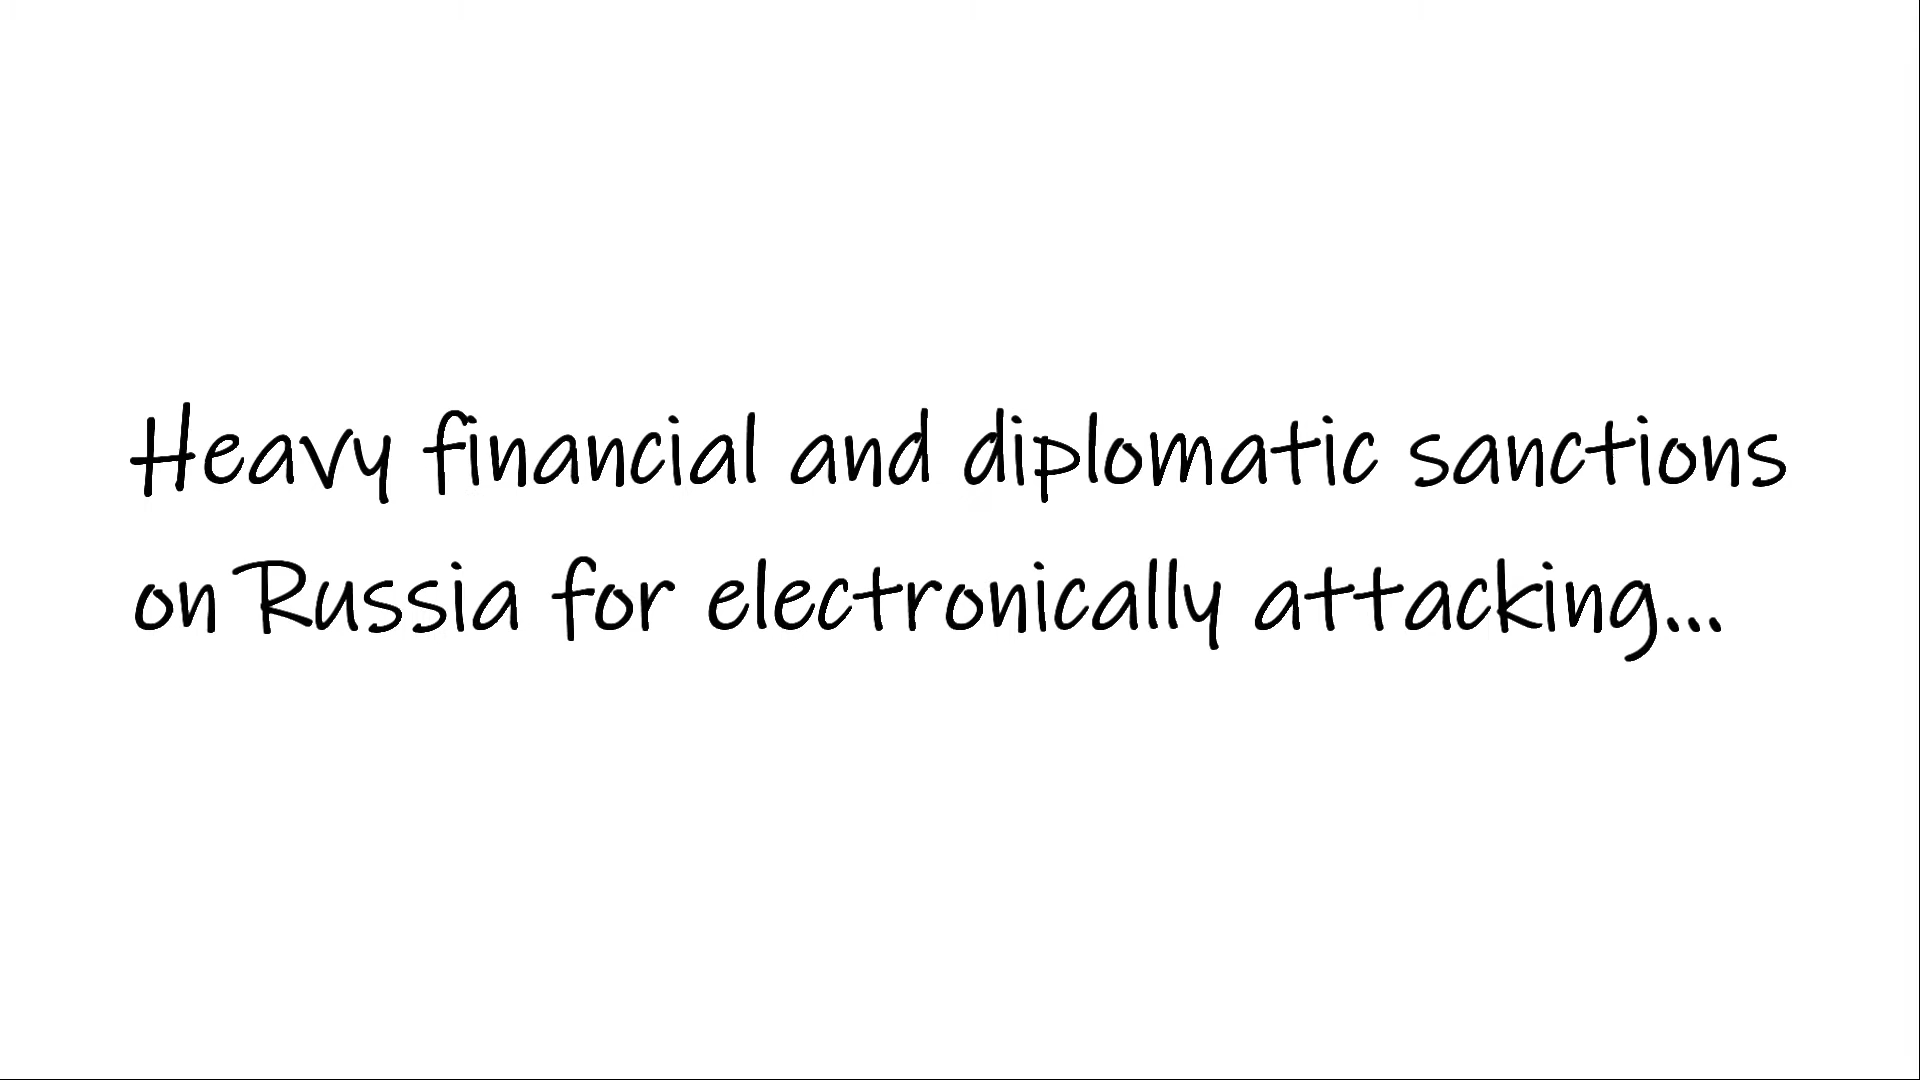 Heavy financial and diplomatic sanctions
on Russia for electronically attacking...